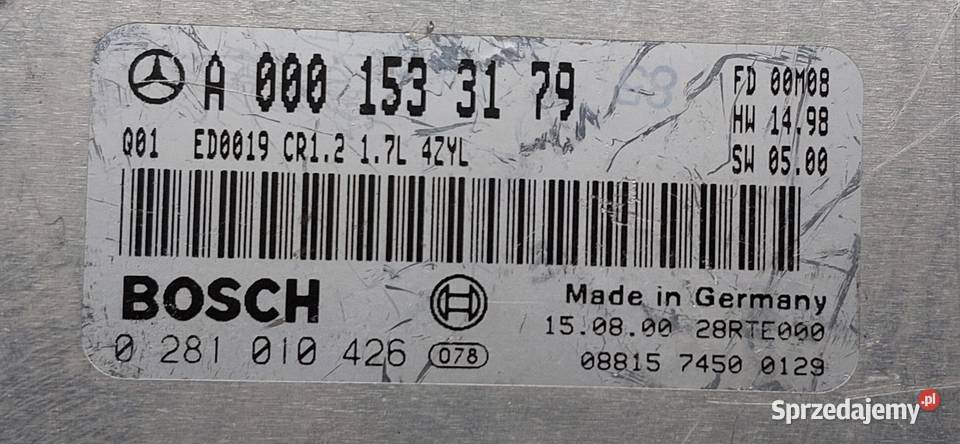 A 000 153 31 79
FD 00M08
HW 14.98
Q01 ED0019 CR1.2 1.7L 4ZYL
SW 05.00
BOSCH
Made in Germany
15.08.00 28RTE000
0 281 010 426 078
08815 7450 0129
Sprzedajemy.pl